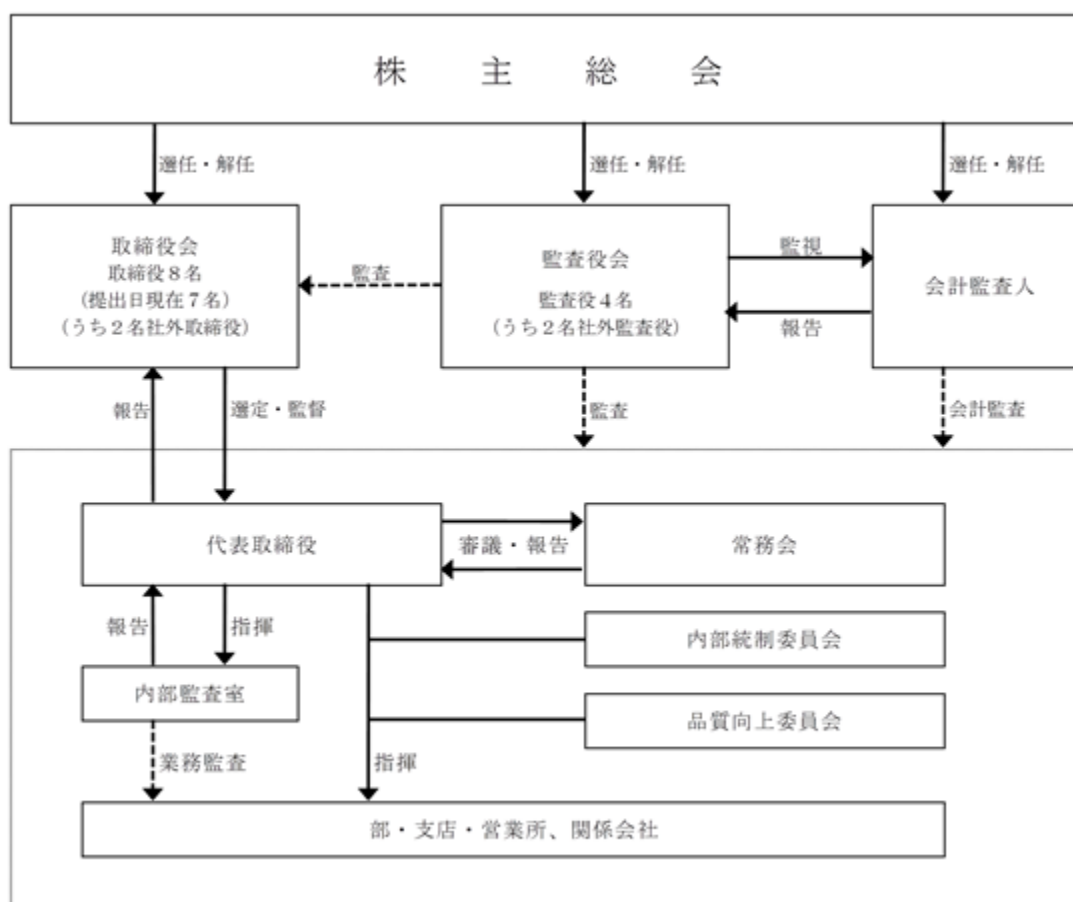 株主総会
選任・解任
選任・解任
選任・解任
取締役会
取締役８名
(提出日現在７名)
(うち２名社外取締役)
監査
監査役会
監査役４名
(うち２名社外監査役)
監視
報告
会計監査人
報告
選定・監督
監査
会計監査
代表取締役
審議・報告
常務会
報告
指揮
内部統制委員会
内部監査室
品質向上委員会
業務監査
指揮
部・支店・営業所、関係会社